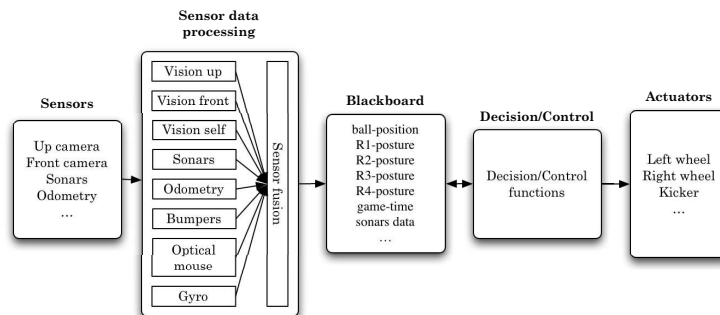 Sensor data
processing
Sensors
Up camera
Front camera
Sonars
Odometry
...
Vision up
Vision front
Vision self
Sonars
Odometry
Bumpers
Optical
mouse
Gyro
Sensor fusion
Blackboard
ball-position
R1-posture
R2-posture
R3-posture
R4-posture
game-time
sonars data
...
Decision/Control
Decision/Control
functions
Actuators
Left wheel
Right wheel
Kicker
...